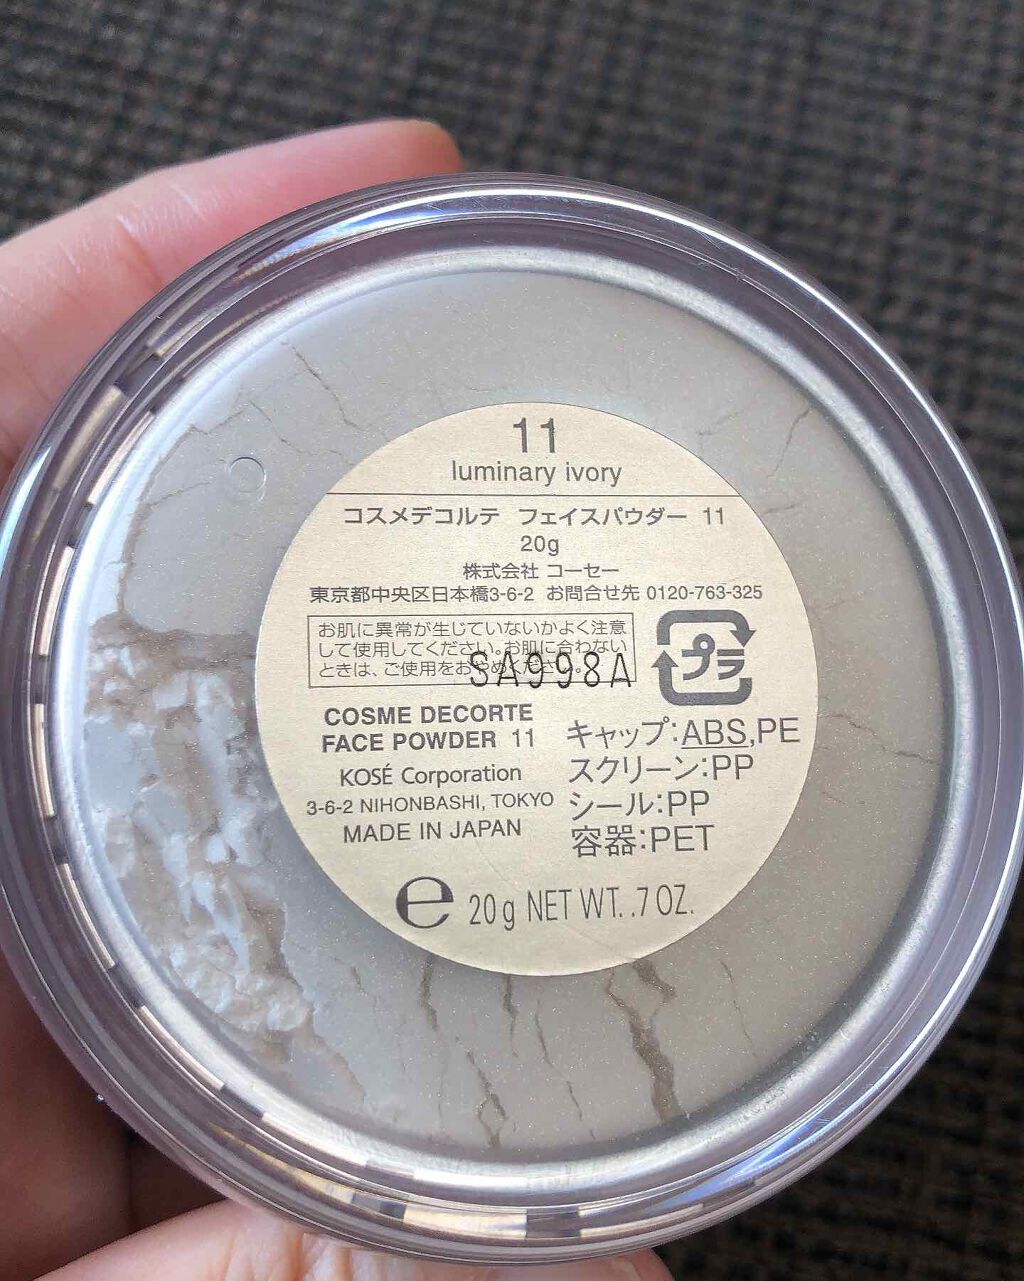 11
luminary ivory
コスメデコルテ フェイスパウダー 11
20g
株式会社 コーセー
東京都中央区日本橋3-6-2 お問合せ先 0120-763-325
お肌に異常が生じていないかよく注意
して使用してください。お肌に合わない
ときは、ご使用をおやめください。
SA998A
プラ
COSME DECORTE
FACE POWDER 11
KOSÉ Corporation
3-6-2 NIHONBASHI, TOKYO
MADE IN JAPAN
キャップ:ABS,PE
スクリーン:PP
シール:PP
容器:PET
e 20g NET WT. .7 OZ.